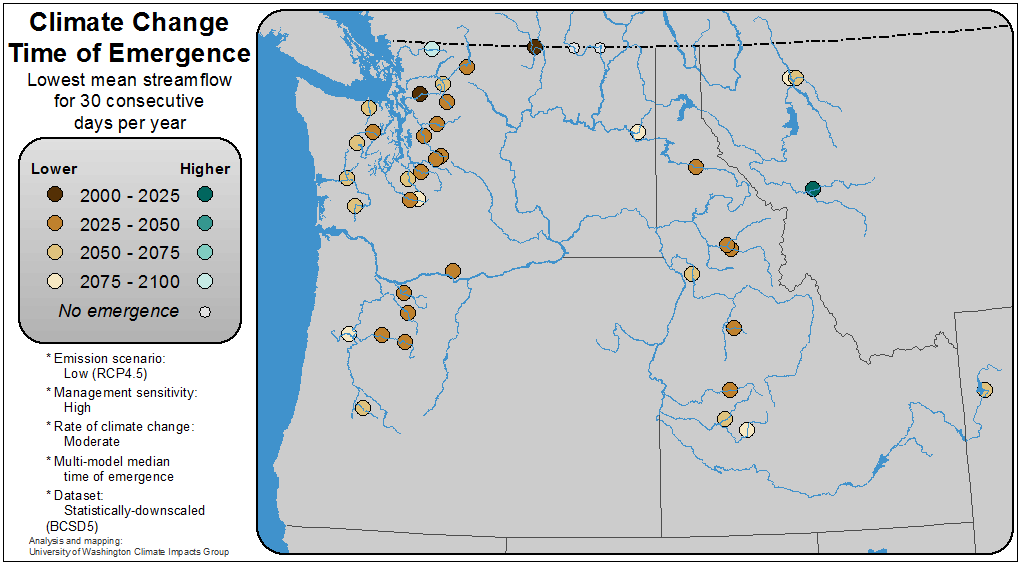 Climate Change
Time of Emergence
Lowest mean streamflow
for 30 consecutive
days per year
Lower Higher
2000 - 2025
2025 - 2050
2050 - 2075
2075 - 2100
No emergence
* Emission scenario:
Low (RCP4.5)
* Management sensitivity:
High
* Rate of climate change:
Moderate
* Multi-model median
time of emergence
* Dataset:
Statistically-downscaled
(BCSD5)
Analysis and mapping:
University of Washington Climate Impacts Group